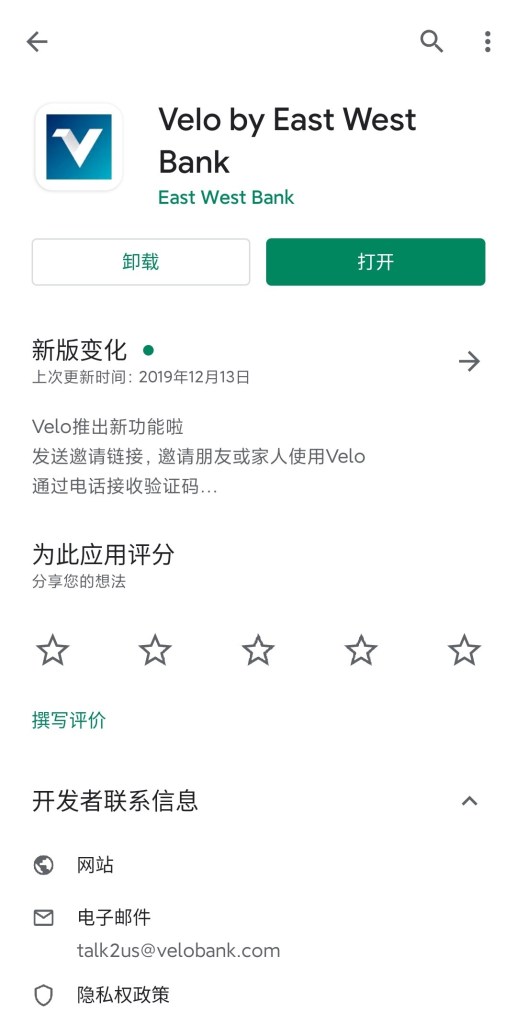 Velo by East West
Bank
East West Bank
卸载
打开
新版变化
上次更新时间：2019年12月13日
Velo推出新功能啦
发送邀请链接，邀请朋友或家人使用Velo
通过电话接收验证码…
为此应用评分
分享您的想法
撰写评价
开发者联系信息
网站
电子邮件
talk2us@velobank.com
隐私权政策